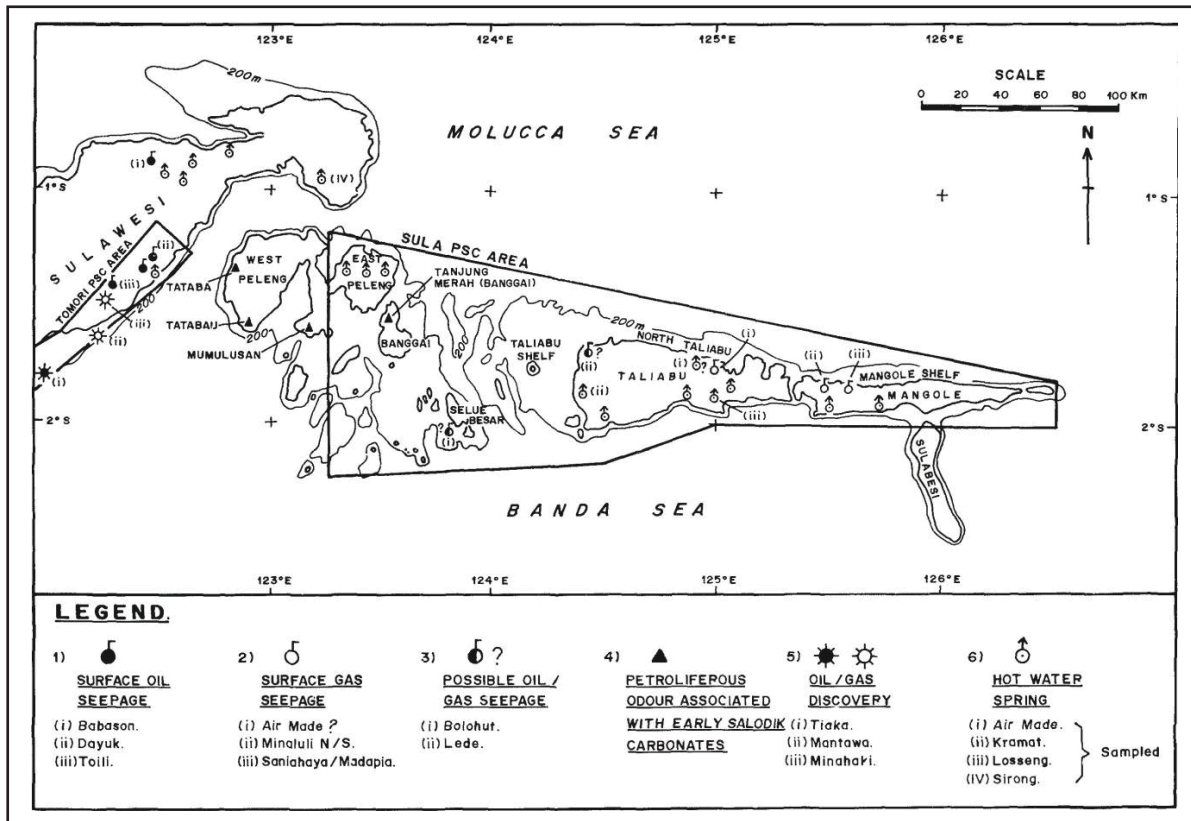 123°E
124°E
125°E
126°E
200m
SCALE
0 20 40 60 80 100 Km
MOLUCCA SEA
N
(i)
(IV)
1°S
1° S
SULAWESI
TOMORI PSC AREA
(ii)
(iii)
200
(iii)
(ii)
(i)
SULA PSC AREA
WEST
PELENG
EAST
PELENG
TATABA
TANJUNG
MERAH (BANGGAI)
TATABAU
200
MUMULUSAN
BANGGAI
200
TALIABU
SHELF
200m
NORTH TALIABU
(i)
?
(ii)
(i)
?
TALIABU
(ii)
(iii)
(ii)
(iii)
MANGOLE SHELF
MANGOLE
2°S
2°S
SELUE
BESAR
?
(i)
SULABESI
BANDA SEA
123°E
124°E
125°E
126°E
LEGEND.
1)
SURFACE OIL
SEEPAGE
(i) Babason.
(ii) Dayuk.
(iii) Toili.
2)
SURFACE GAS
SEEPAGE
(i) Air Made ?
(ii) Mingluli N/S.
(iii) Saniahaya/Madapia.
3) ?
POSSIBLE OIL/
GAS SEEPAGE
(i) Bolohut.
(ii) Lede.
4)
PETROLIFEROUS
ODOUR ASSOCIATED
WITH EARLY SALODIK
CARBONATES
5)
OIL/GAS
DISCOVERY
(i) Tiaka.
(ii) Mantawa.
(iii) Minahaki.
6)
HOT WATER
SPRING
(i) Air Made.
(ii) Kramat.
(iii) Losseng.
(IV) Sirong.
Sampled